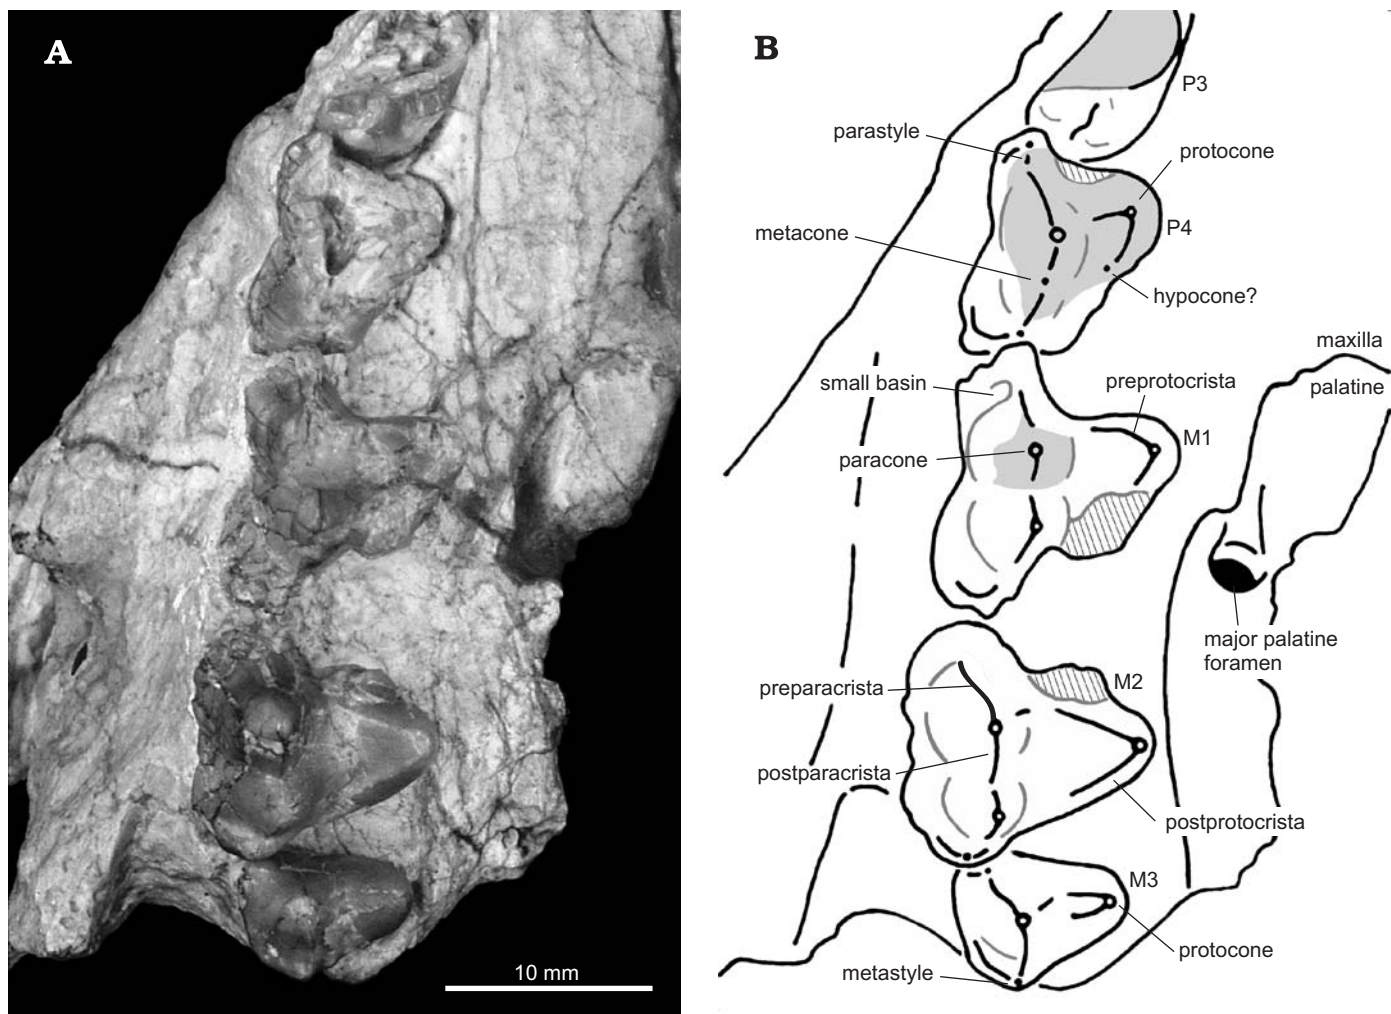 A
10 mm
B
P3
parastyle
protocone
P4
metacone
hypocone?
maxilla
palatine
small basin
preprotocrista
M1
paracone
major palatine
foramen
M2
preparacrista
postparacrista
postprotocrista
M3
protocone
metastyle